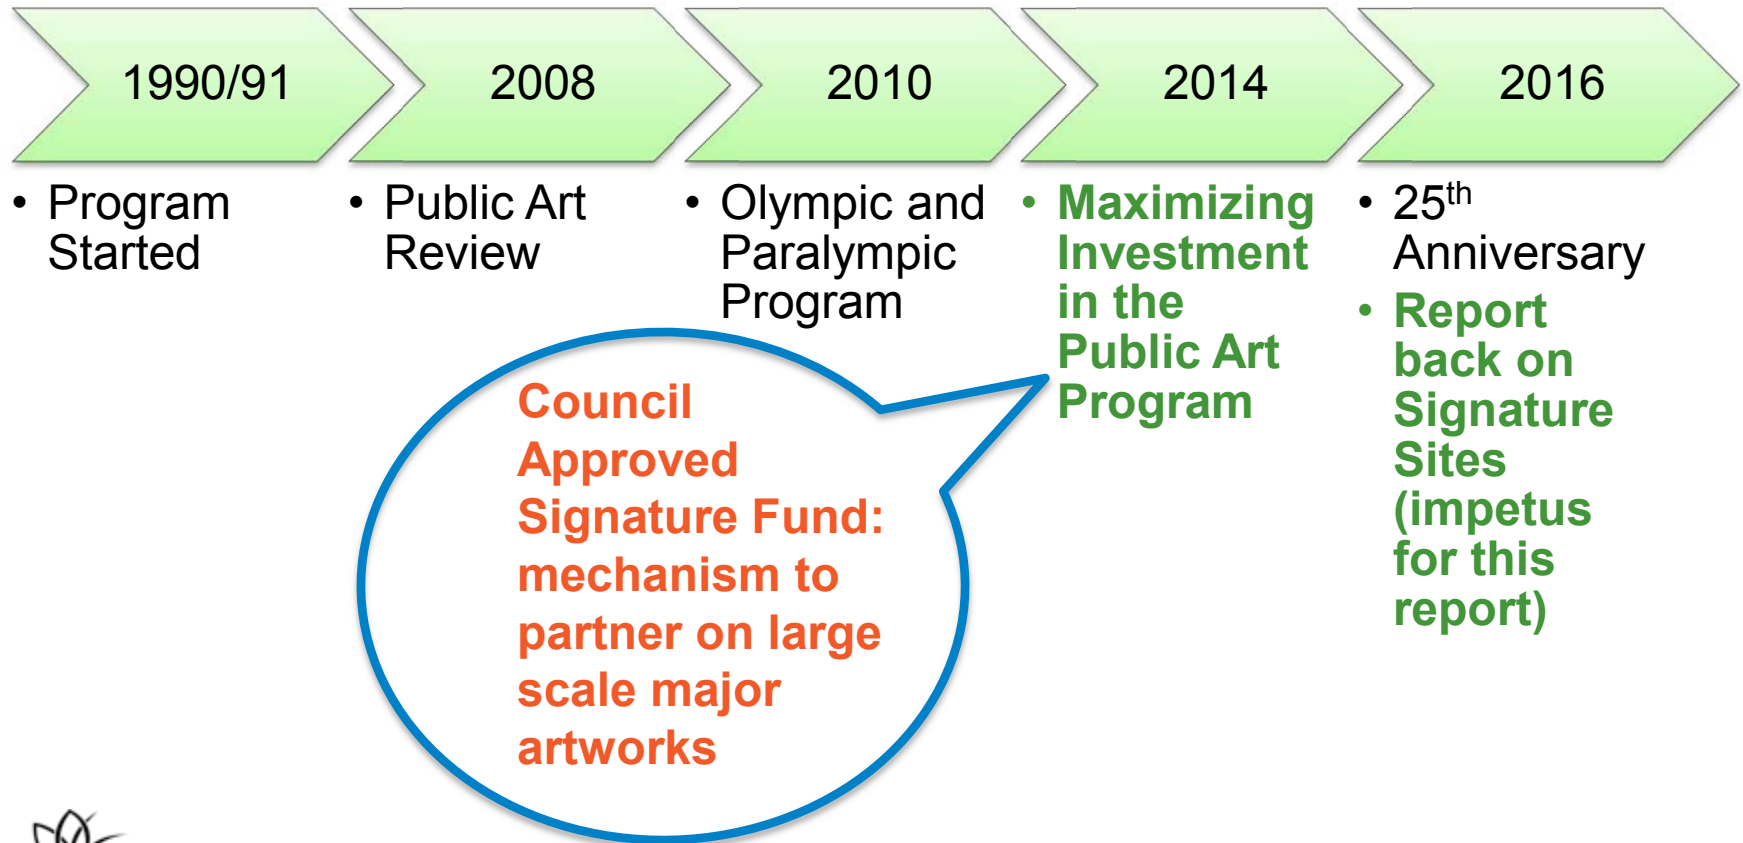 1990/91
2008
2010
2014
2016
• Program
Started
• Public Art
Review
• Olympic and
Paralympic
Program
• Maximizing
Investment
in the
Public Art
Program
• 25th
Anniversary
• Report
back on
Signature
Sites
(impetus
for this
report)
Council
Approved
Signature Fund:
mechanism to
partner on large
scale major
artworks